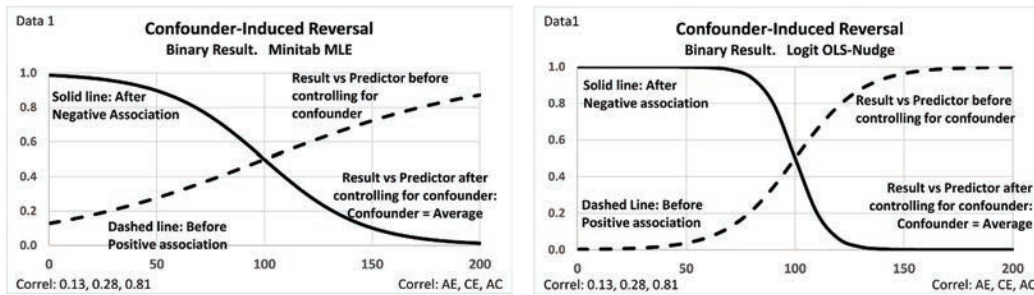 Data 1
Confounder-Induced Reversal
Binary Result. Minitab MLE
1.0
0.8
0.6
0.4
0.2
0.0
Solid line: After
Negative Association
Result vs Predictor before
controlling for
confounder
Result vs Predictor after
controlling for confounder:
Confounder = Average
Dashed line: Before
Positive association
0
50
100
150
200
Correl: 0.13, 0.28, 0.81
Correl: AE, CE, AC
Data1
Confounder-Induced Reversal
Binary Result. Logit OLS-Nudge
1.0
0.8
0.6
0.4
0.2
0.0
Solid line: After
Negative association
Result vs Predictor before
controlling for confounder
Result vs Predictor after
controlling for confounder:
Confounder = Average
Dashed Line: Before
Positive association
0
50
100
150
200
Correl: 0.13, 0.28, 0.81
Correl: AE, CE, AC